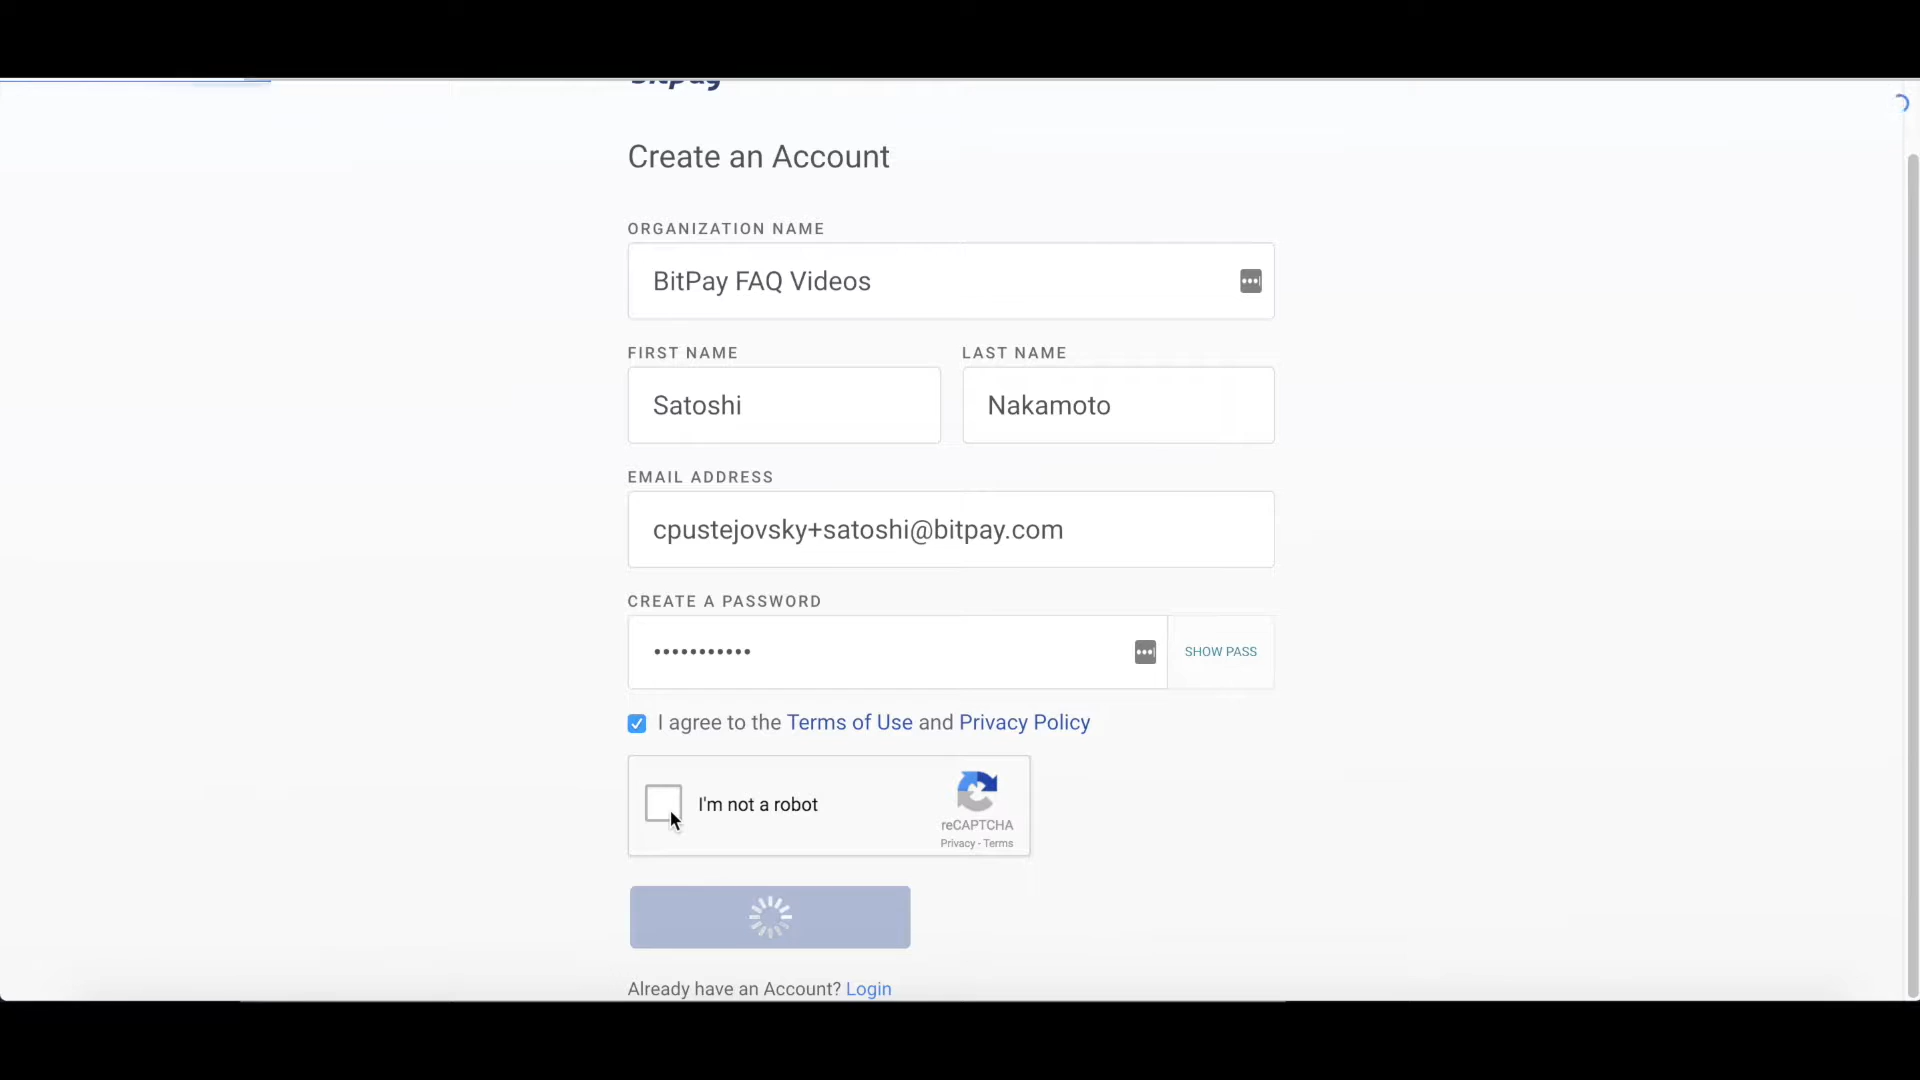 BitPay
Create an Account
ORGANIZATION NAME
BitPay FAQ Videos
FIRST NAME
LAST NAME
Satoshi
Nakamoto
EMAIL ADDRESS
cpustejovsky+satoshi@bitpay.com
CREATE A PASSWORD
•••••••••••
SHOW PASS
I agree to the Terms of Use and Privacy Policy
I'm not a robot
reCAPTCHA
Privacy - Terms
Already have an Account? Login